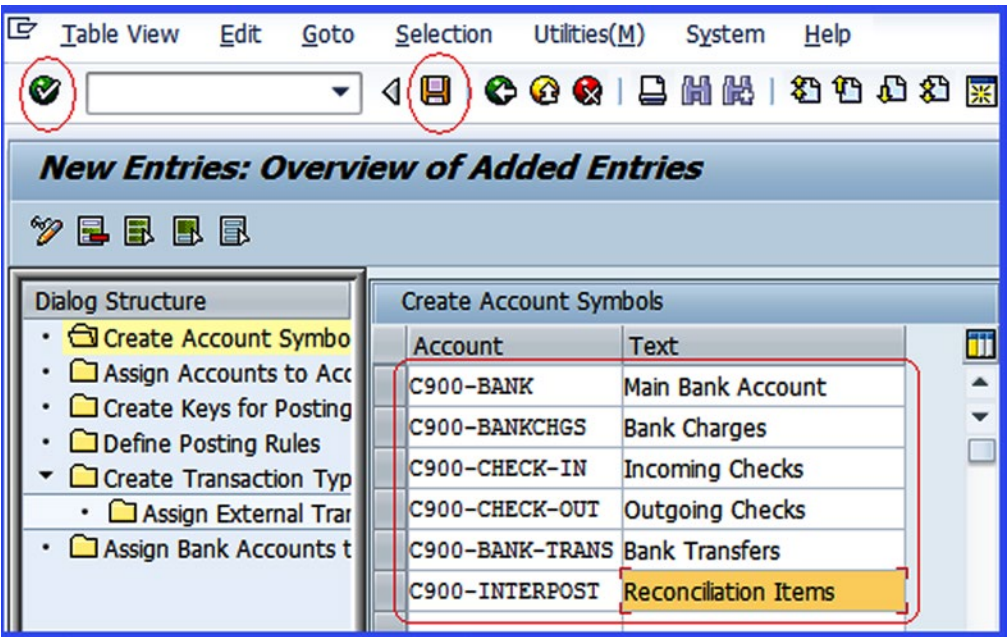 Table View Edit Goto Selection Utilities(M) System Help
New Entries: Overview of Added Entries
Dialog Structure
Create Account Symbo
Assign Accounts to Acc
Create Keys for Posting
Define Posting Rules
Create Transaction Typ
Assign External Trar
Assign Bank Accounts t
Create Account Symbols
Account Text
C900-BANK Main Bank Account
C900-BANKCHGS Bank Charges
C900-CHECK-IN Incoming Checks
C900-CHECK-OUT Outgoing Checks
C900-BANK-TRANS Bank Transfers
C900-INTERPOST Reconciliation Items